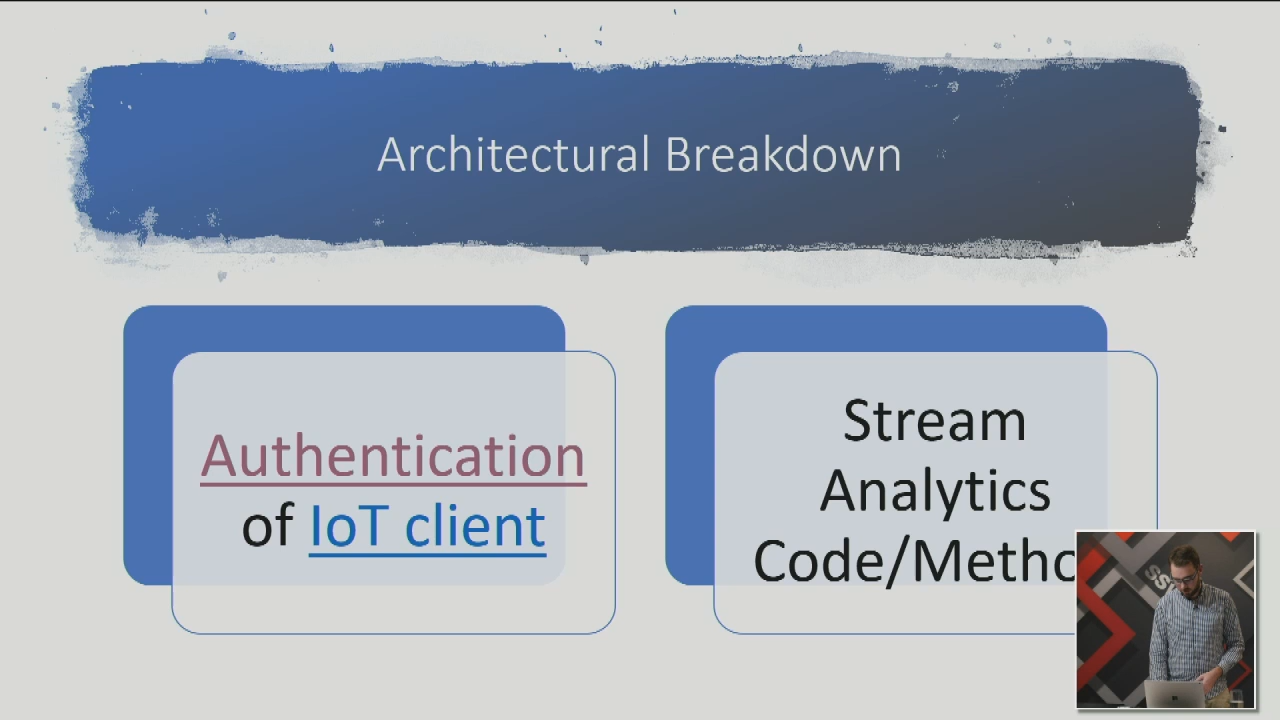 Architectural Breakdown
Authentication
of IoT client
Stream
Analytics
Code/Metho